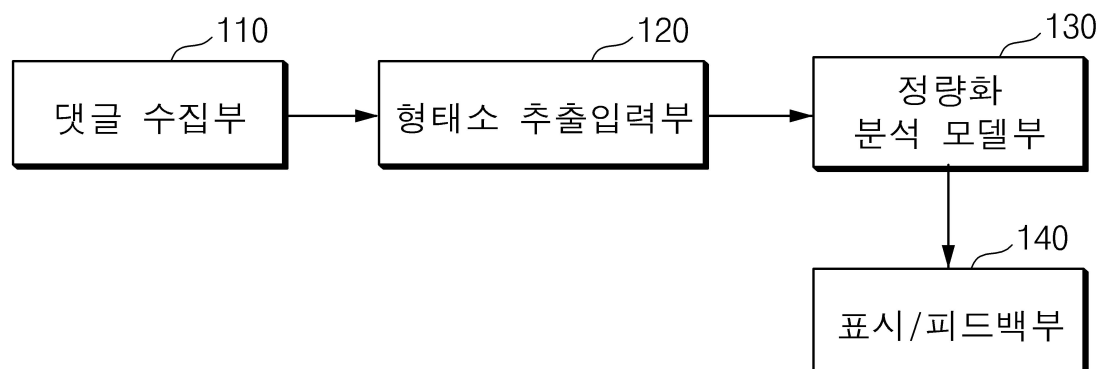 110
댓글 수집부
120
형태소 추출입력부
130
정량화
분석 모델부
140
표시/피드백부